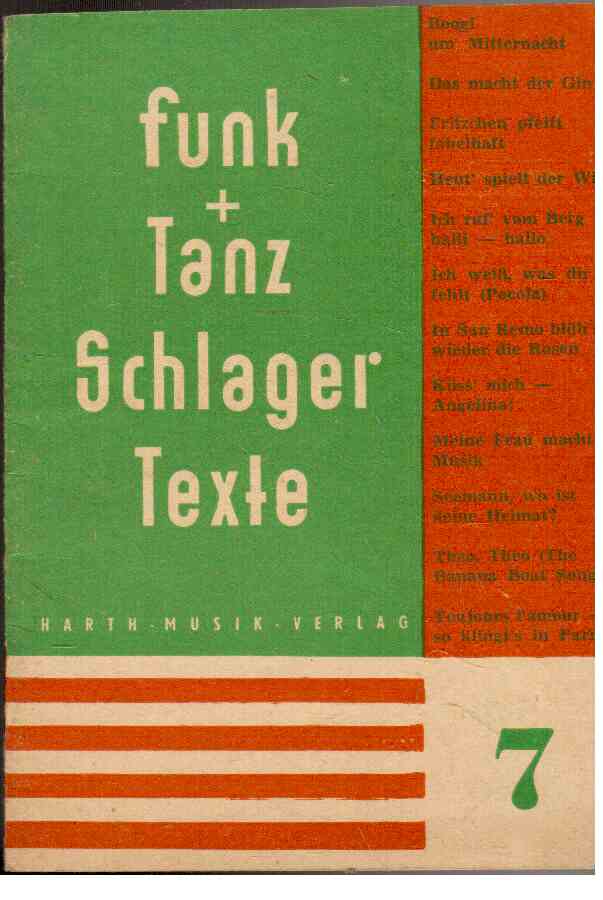 funk
+
Tanz
Schlager
Texte
HARTH-MUSIK-VERLAG
Boogi
um Mitternacht
Das macht der Gin
Fritzchen pfeift
fabelhaft
Heut' spielt der Wi
Ich ruf' vom Berg
halli — hallo
Ich weiß, was dir
fehlt (Pocola)
In San Remo blüh'
wieder die Rosen
Küss' mich —
Angelina!
Meine Frau macht
Musik
Seemann, wo ist
deine Heimat?
Theo, Theo (The
Banana Boat Song
Toujours l'amour –
so klingt's in Pari
7